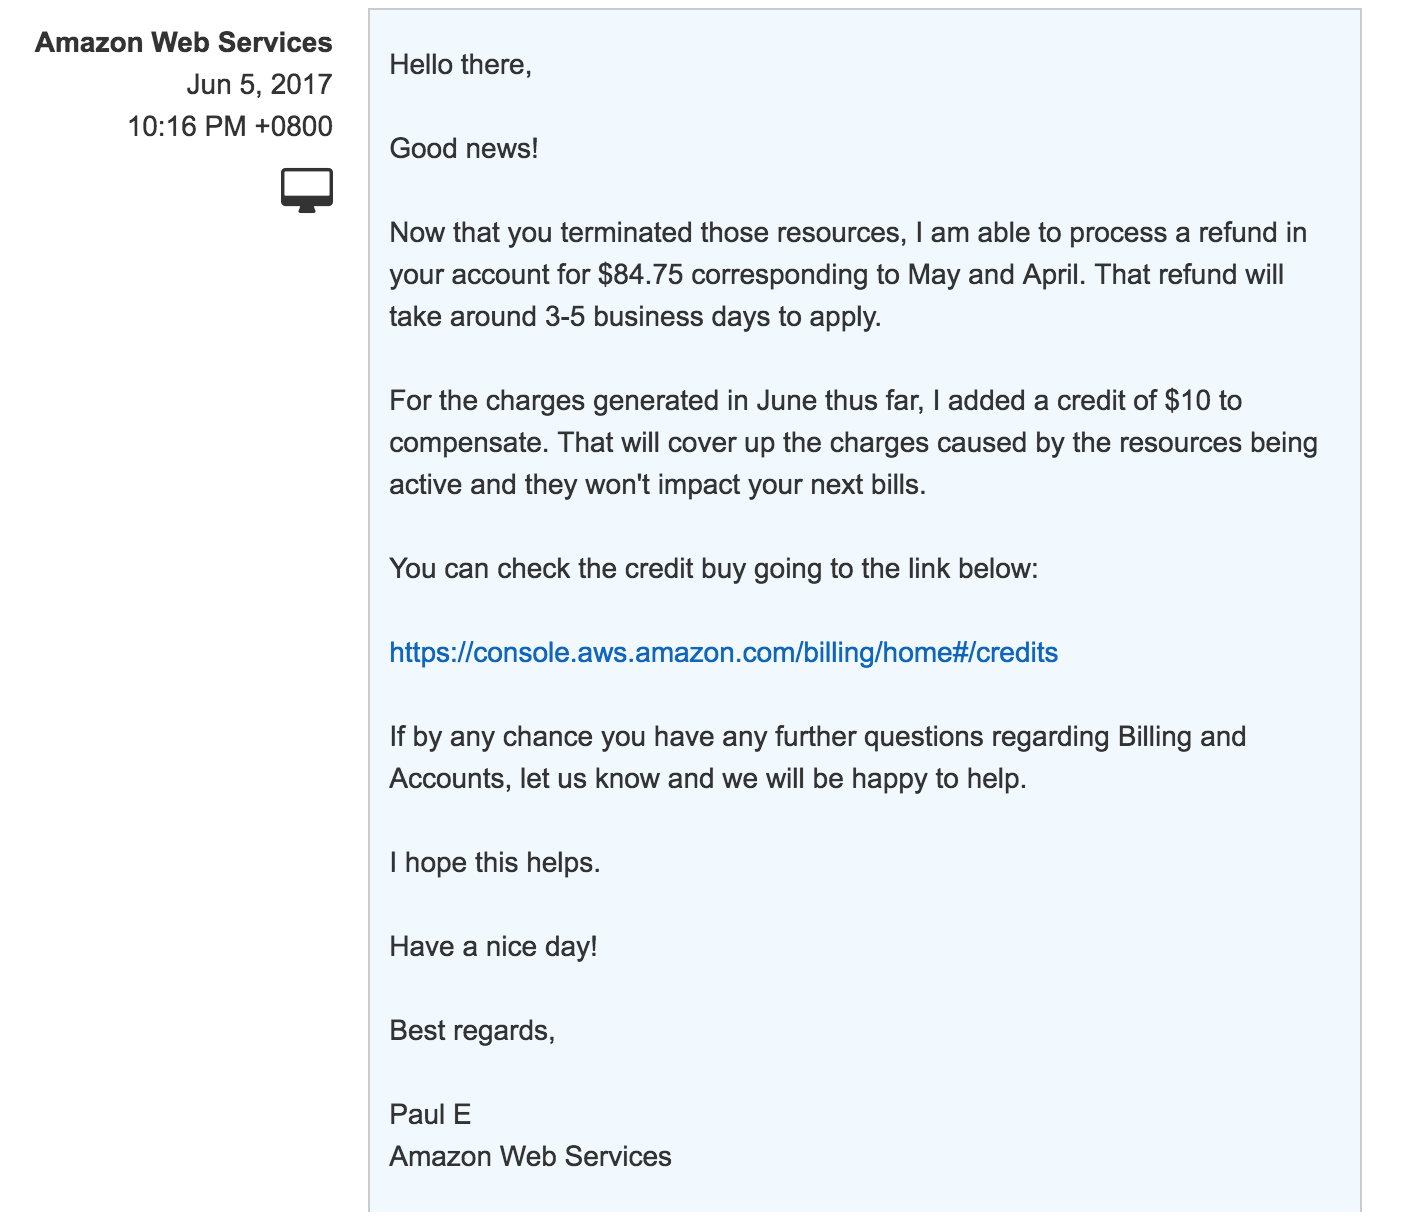 Amazon Web Services
Jun 5, 2017
10:16 PM +0800
Hello there,
Good news!
Now that you terminated those resources, I am able to process a refund in
your account for $84.75 corresponding to May and April. That refund will
take around 3-5 business days to apply.
For the charges generated in June thus far, I added a credit of $10 to
compensate. That will cover up the charges caused by the resources being
active and they won't impact your next bills.
You can check the credit buy going to the link below:
https://console.aws.amazon.com/billing/home#/credits
If by any chance you have any further questions regarding Billing and
Accounts, let us know and we will be happy to help.
I hope this helps.
Have a nice day!
Best regards,
Paul E
Amazon Web Services